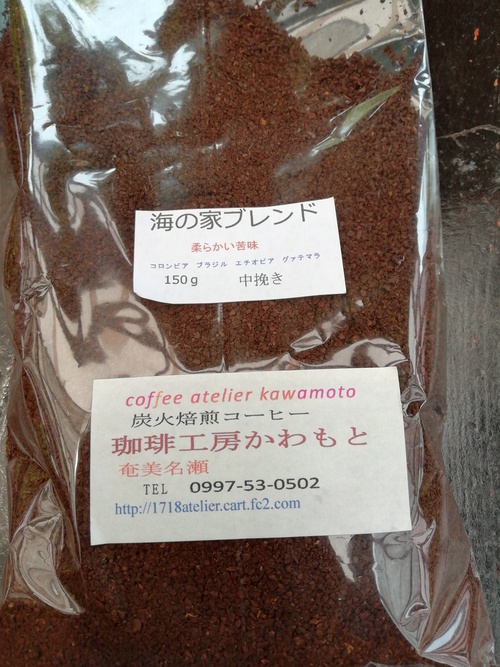 海の家ブレンド
柔らかい苦味
コロンビア ブラジル エチオピア グァテマラ
150g 中挽き
coffee atelier kawamoto
炭火焙煎コーヒー
珈琲工房かわもと
奄美名瀬
TEL 0997-53-0502
http://1718atelier.cart.fc2.com